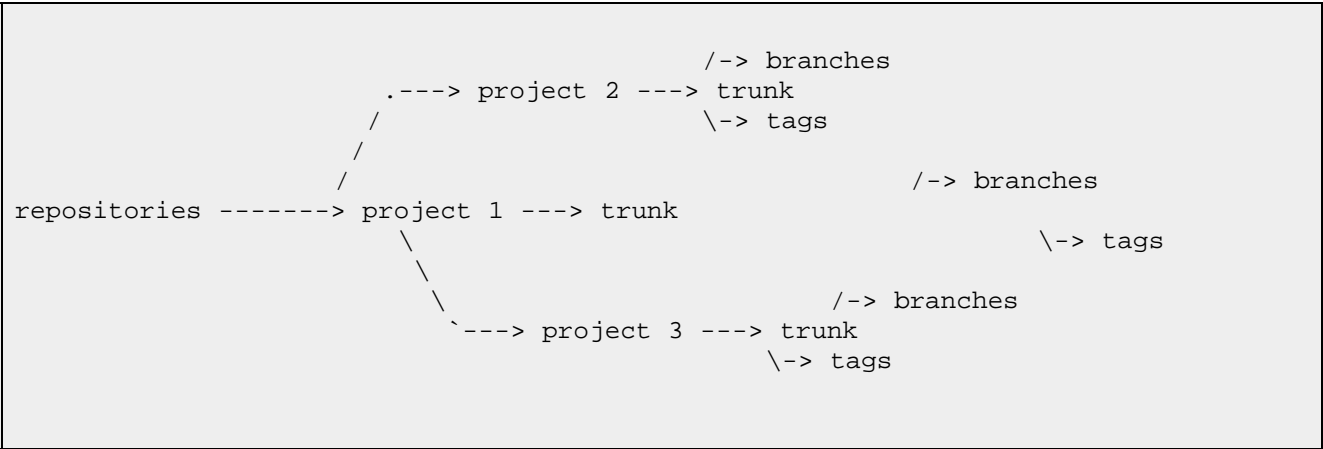 /-> branches
.---> project 2 ---> trunk
/ \-> tags
/
/ /-> branches
repositories -------> project 1 ---> trunk
\ \-> tags
\
\ /-> branches
`---> project 3 ---> trunk
\-> tags